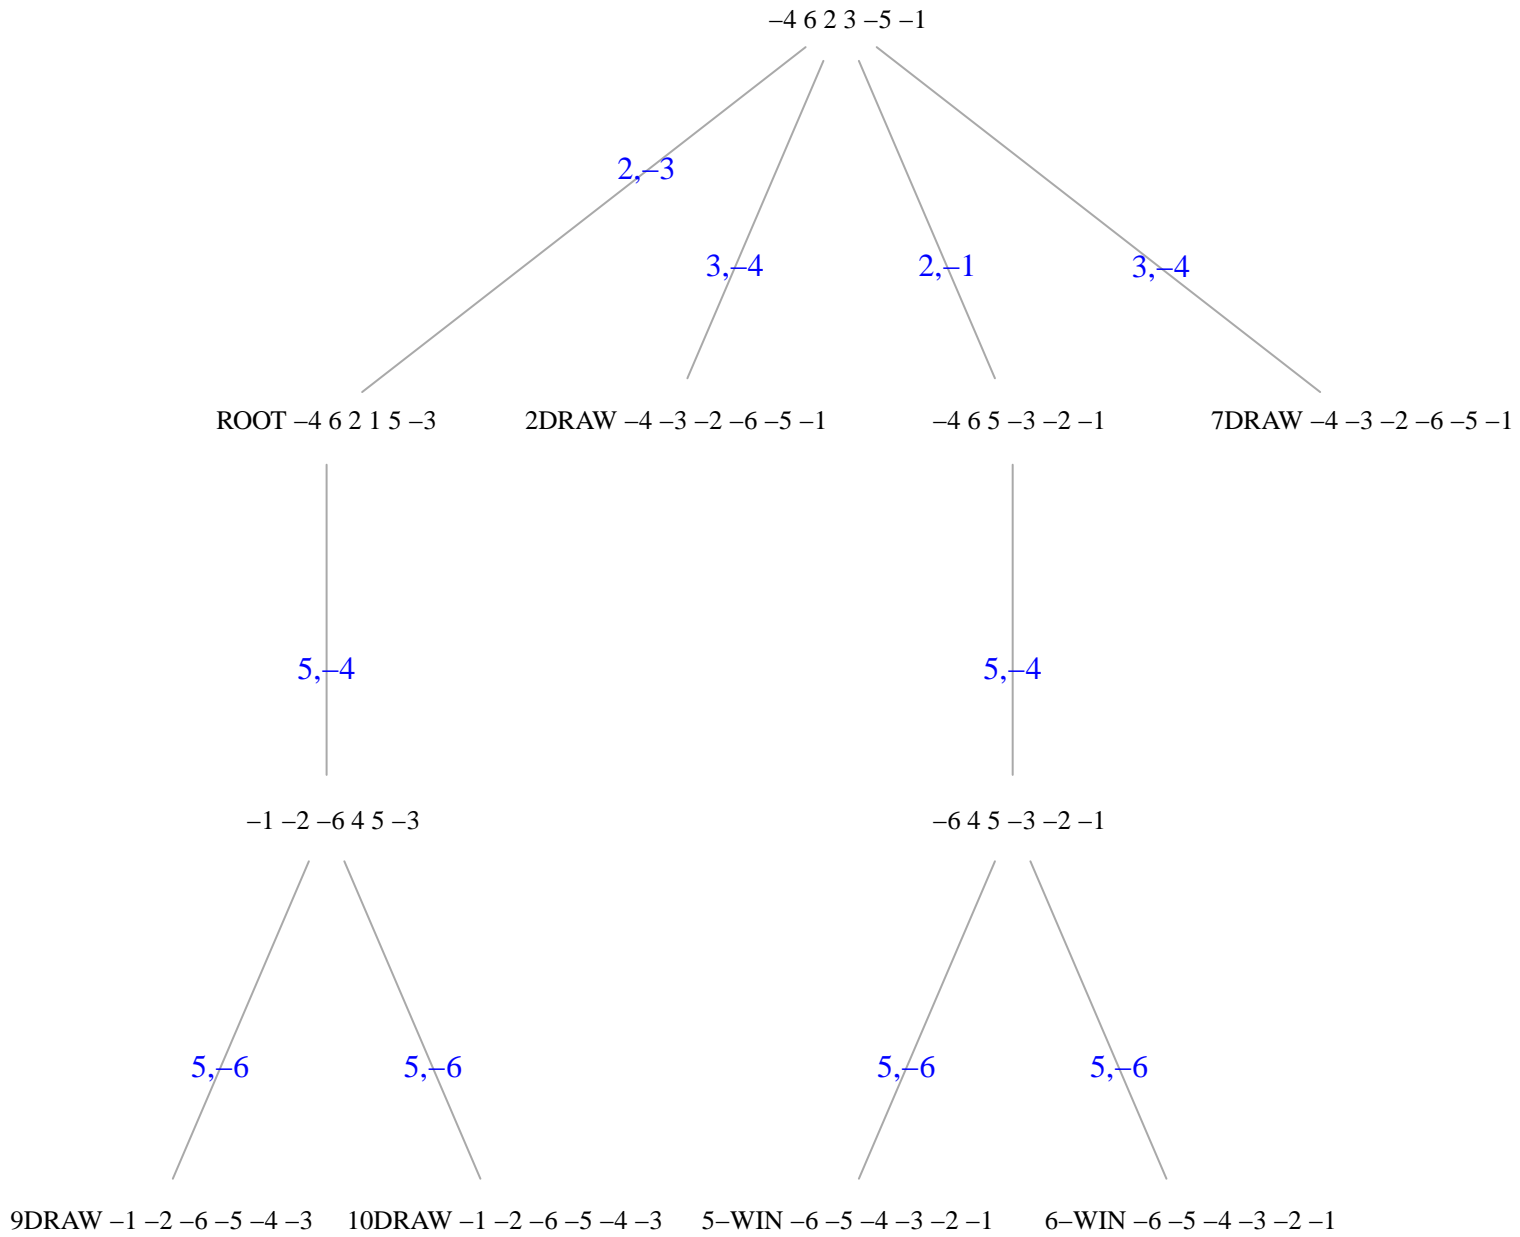 –4 6 2 3 –5 –1
2,–3
3,–4
2,–1
3,–4
ROOT –4 6 2 1 5 –3
2DRAW –4 –3 –2 –6 –5 –1
–4 6 5 –3 –2 –1
7DRAW –4 –3 –2 –6 –5 –1
5,–4
5,–4
–1 –2 –6 4 5 –3
–6 4 5 –3 –2 –1
5,–6
5,–6
5,–6
5,–6
9DRAW –1 –2 –6 –5 –4 –3
10DRAW –1 –2 –6 –5 –4 –3
5–WIN –6 –5 –4 –3 –2 –1
6–WIN –6 –5 –4 –3 –2 –1